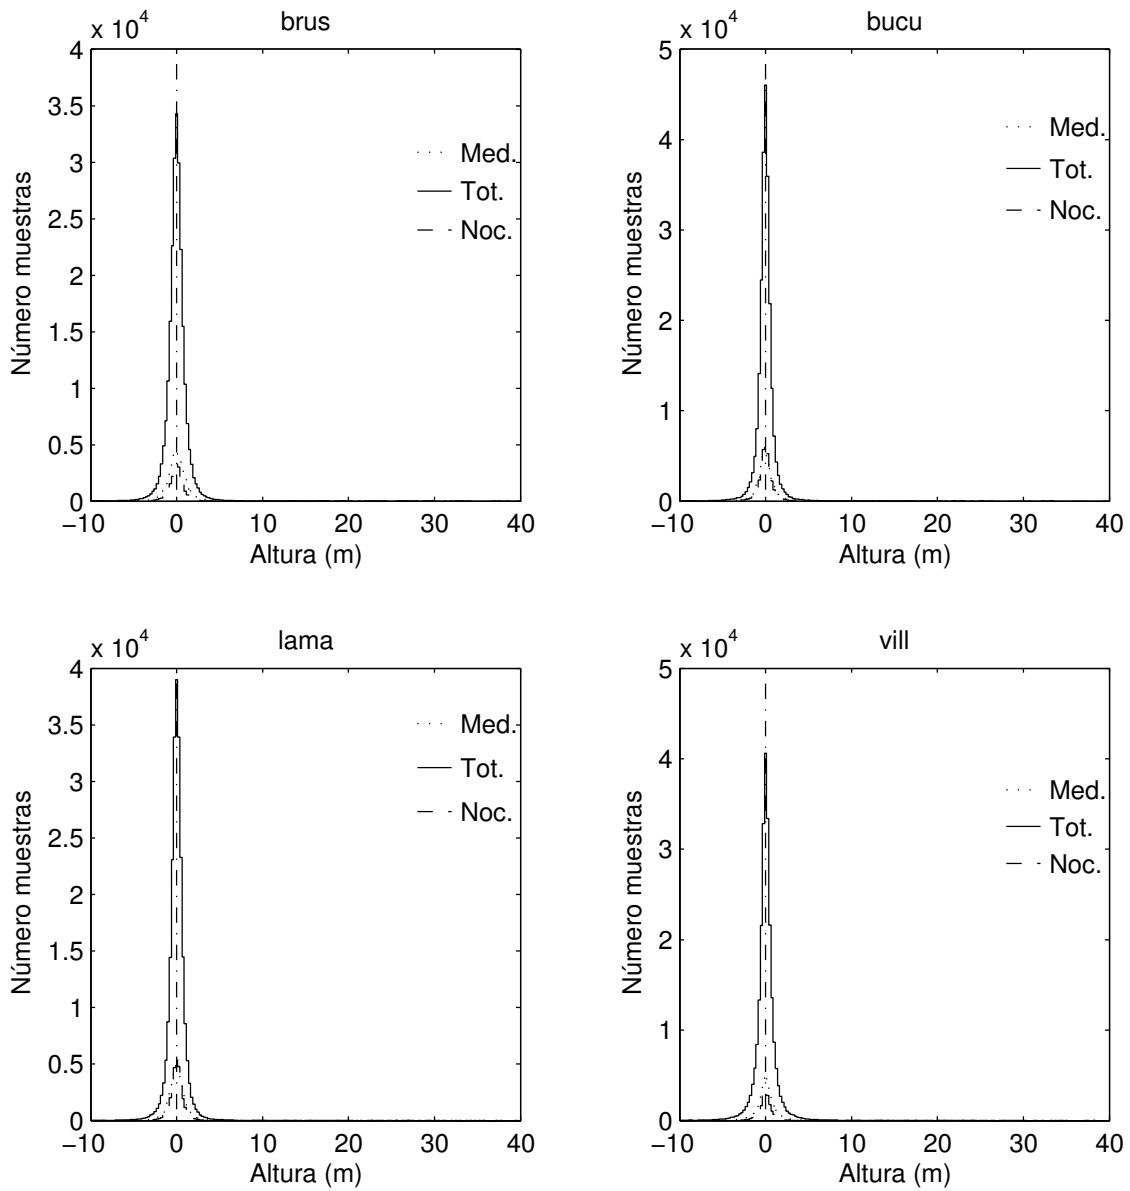 brus
x 10^4
4
3.5
3
2.5
2
1.5
1
0.5
0
Número muestras
Med.
Tot.
Noc.
−10 0 10 20 30 40
Altura (m)
bucu
x 10^4
5
4
3
2
1
0
Número muestras
Med.
Tot.
Noc.
−10 0 10 20 30 40
Altura (m)
lama
x 10^4
4
3.5
3
2.5
2
1.5
1
0.5
0
Número muestras
Med.
Tot.
Noc.
−10 0 10 20 30 40
Altura (m)
vill
x 10^4
5
4
3
2
1
0
Número muestras
Med.
Tot.
Noc.
−10 0 10 20 30 40
Altura (m)